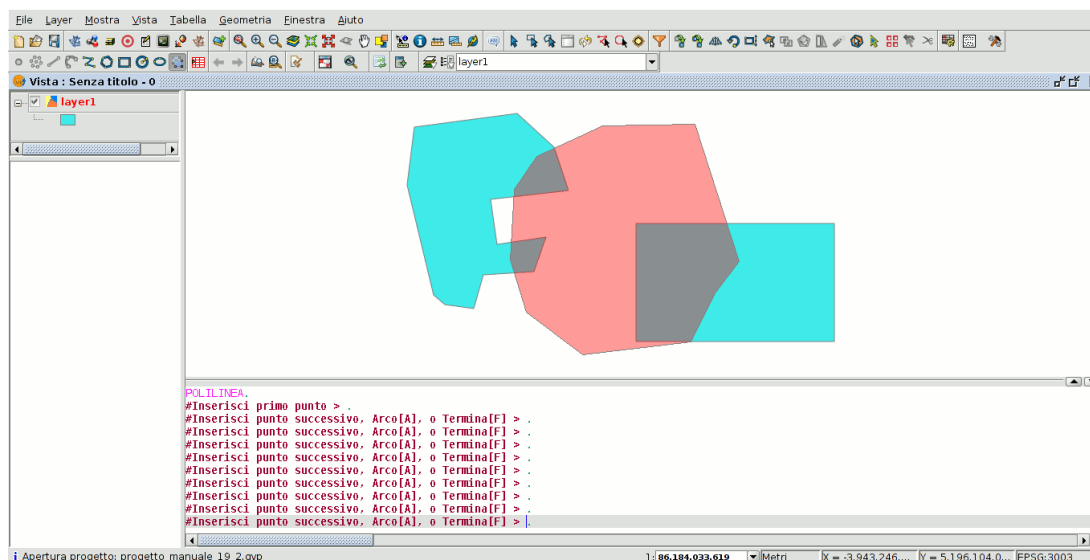 File Layer Mostra Vista Tabella Geometria Finestra Aiuto
layer1
Vista : Senza titolo - 0
layer1
POLILINEA.
#Inserisci primo punto > .
#Inserisci punto successivo, Arco[A], o Termina[F] > .
#Inserisci punto successivo, Arco[A], o Termina[F] > .
#Inserisci punto successivo, Arco[A], o Termina[F] > .
#Inserisci punto successivo, Arco[A], o Termina[F] > .
#Inserisci punto successivo, Arco[A], o Termina[F] > .
#Inserisci punto successivo, Arco[A], o Termina[F] > .
#Inserisci punto successivo, Arco[A], o Termina[F] > .
#Inserisci punto successivo, Arco[A], o Termina[F] > .
#Inserisci punto successivo, Arco[A], o Termina[F] > .
Apertura progetto: progetto_manuale_19_2.gvp 1: 86.184.033.619 Metri X = -3.943.246,... Y = 5.196.104,0... EPSG:3003